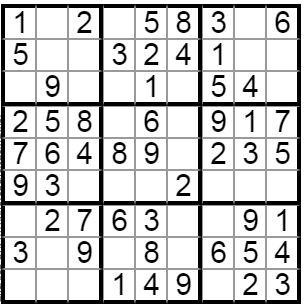 1 2 5 8 3 6
5 3 2 4 1
9 1 5 4
2 5 8 6 9 1 7
7 6 4 8 9 2 3 5
9 3 2
2 7 6 3 9 1
3 9 8 6 5 4
1 4 9 2 3